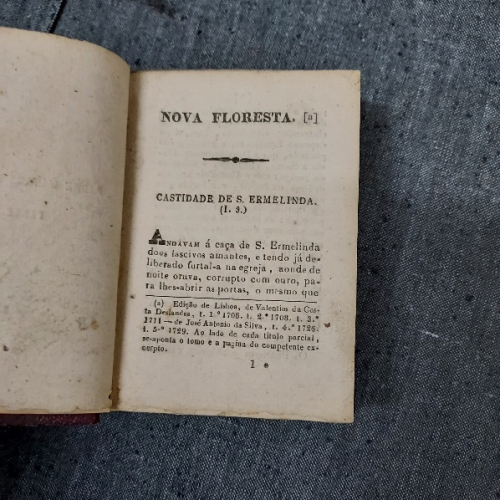 NOVA FLORESTA. [a]
CASTIDADE DE S. ERMELINDA.
(1. 3.)
ANDAVAM á caça de S. Ermelinda
dous lascivos amantes, e tendo já de-
liberado furtal-a na egreja, aonde de
noite orava, corrupto com ouro, pa-
ra lhes-abrir as portas, o mesmo que
(a) Edição de Lisboa, de Valentim da Cos-
ta Deslandes, t. 1.º 1706. t. 2.º 1708. t. 3.º
1711 — de José Antonio da Silva, t. 4.º 1726.
t. 5.º 1729. Ao lado de cada titulo parcial,
se-aponta o tomo e a pagina do competente ex-
cerpto.
1